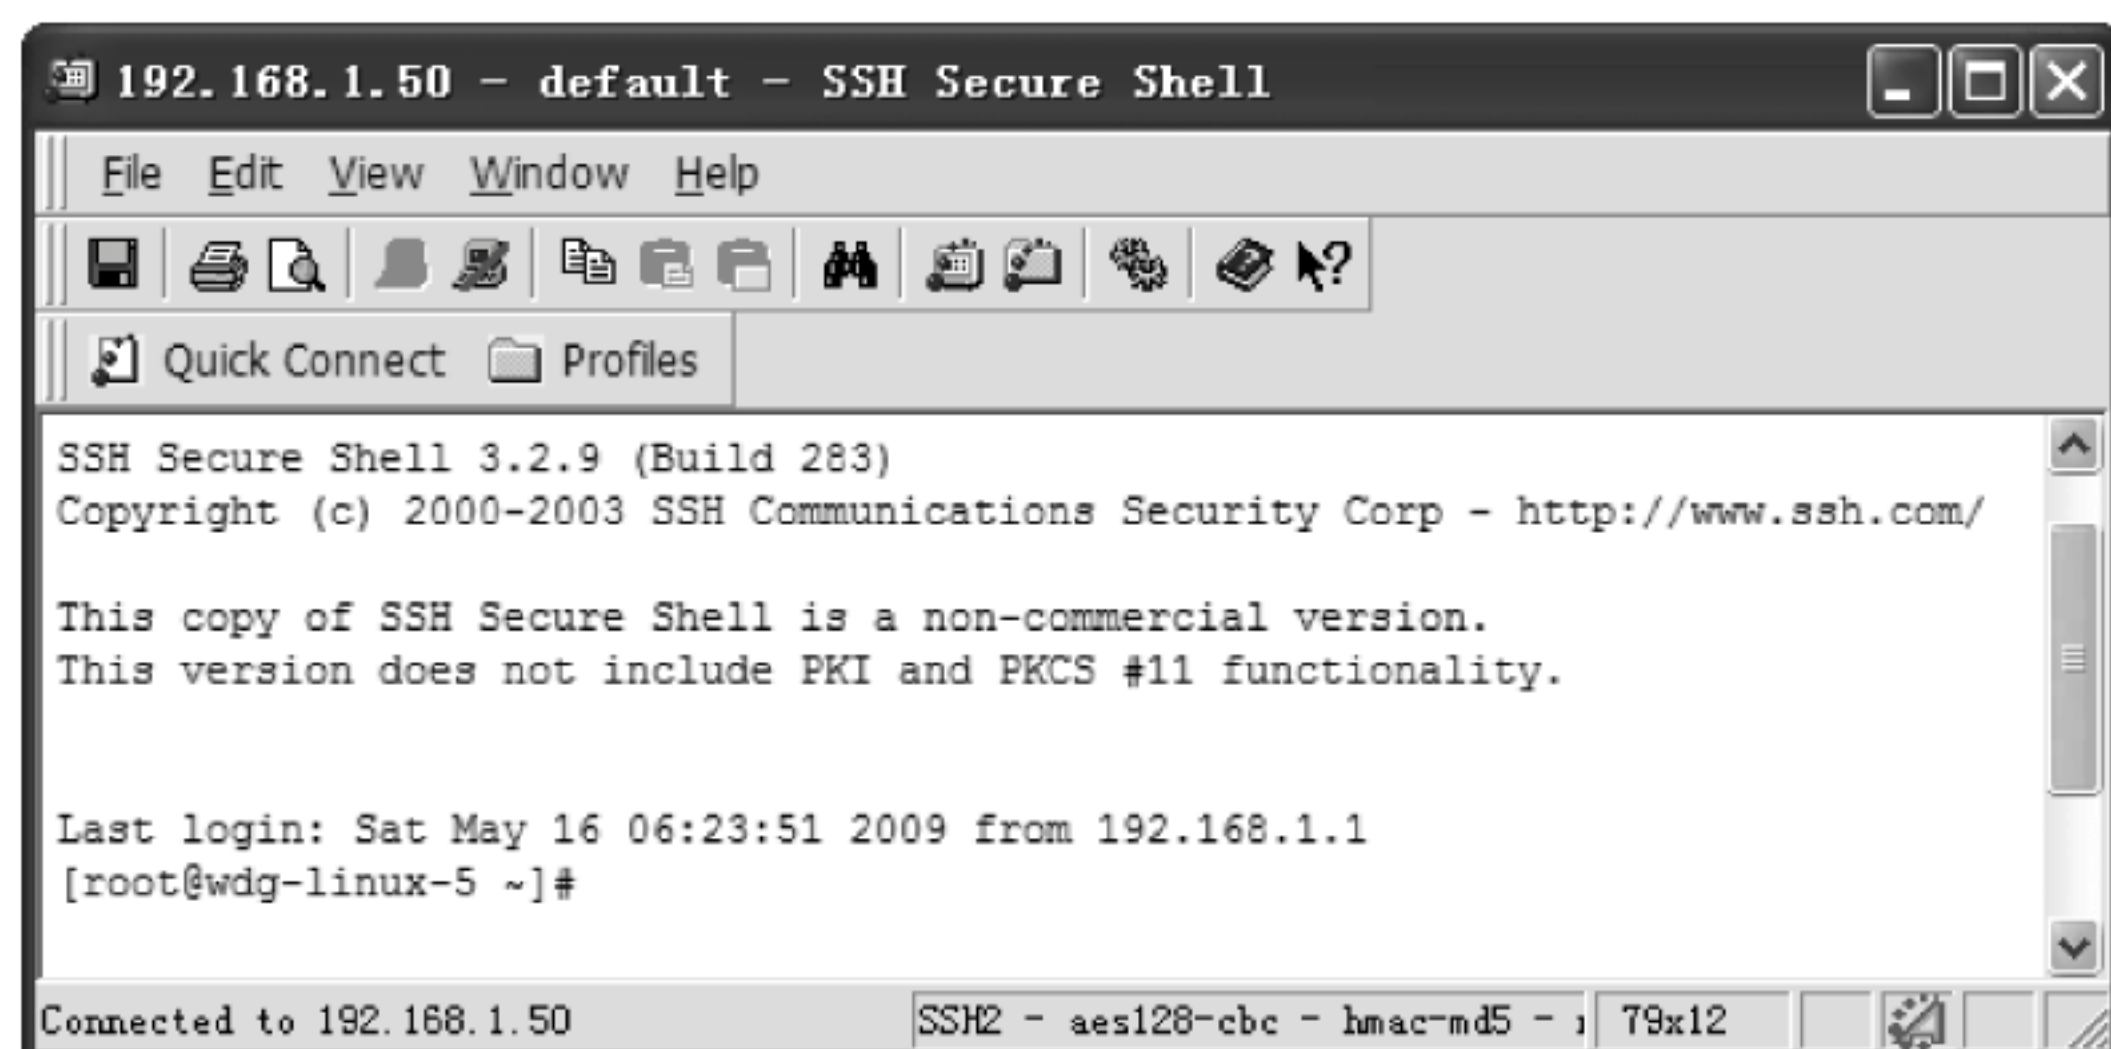 192.168.1.50 - default - SSH Secure Shell
File Edit View Window Help
Quick Connect Profiles
SSH Secure Shell 3.2.9 (Build 283)
Copyright (c) 2000-2003 SSH Communications Security Corp - http://www.ssh.com/
This copy of SSH Secure Shell is a non-commercial version.
This version does not include PKI and PKCS #11 functionality.
Last login: Sat May 16 06:23:51 2009 from 192.168.1.1
[root@wdg-linux-5 ~]#
Connected to 192.168.1.50 SSH2 - aes128-cbc - hmac-md5 - 79x12